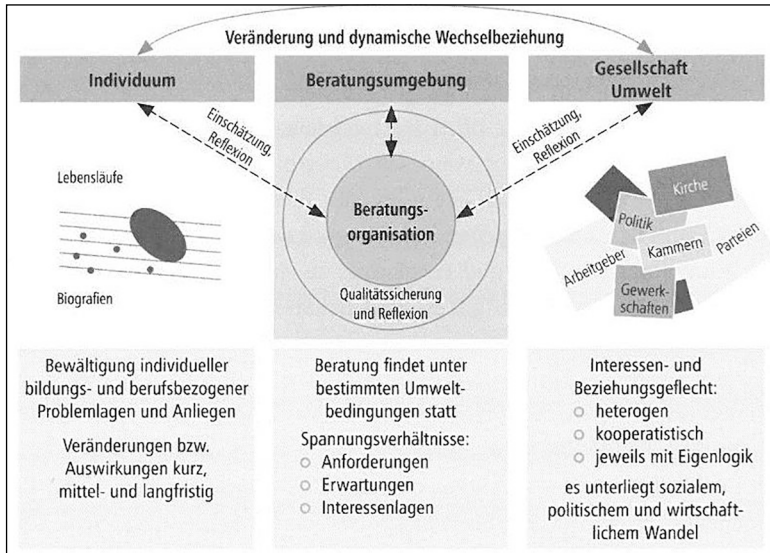 Veränderung und dynamische Wechselbeziehung
Individuum
Beratungsumgebung
Gesellschaft
Umwelt
Einschätzung,
Reflexion
Einschätzung,
Reflexion
Lebensläufe
Biografien
Beratungs-
organisation
Qualitätssicherung
und Reflexion
Kirche
Politik
Kammern
Parteien
Arbeitgeber
Gewerk-
schaften
Bewältigung individueller
bildungs- und berufsbezogener
Problemlagen und Anliegen
Veränderungen bzw.
Auswirkungen kurz,
mittel- und langfristig
Beratung findet unter
bestimmten Umwelt-
bedingungen statt
Spannungsverhältnisse:
○ Anforderungen
○ Erwartungen
○ Interessenlagen
Interessen- und
Beziehungsgeflecht:
○ heterogen
○ kooperatistisch
○ jeweils mit Eigenlogik
es unterliegt sozialem,
politischem und wirtschaft-
lichem Wandel